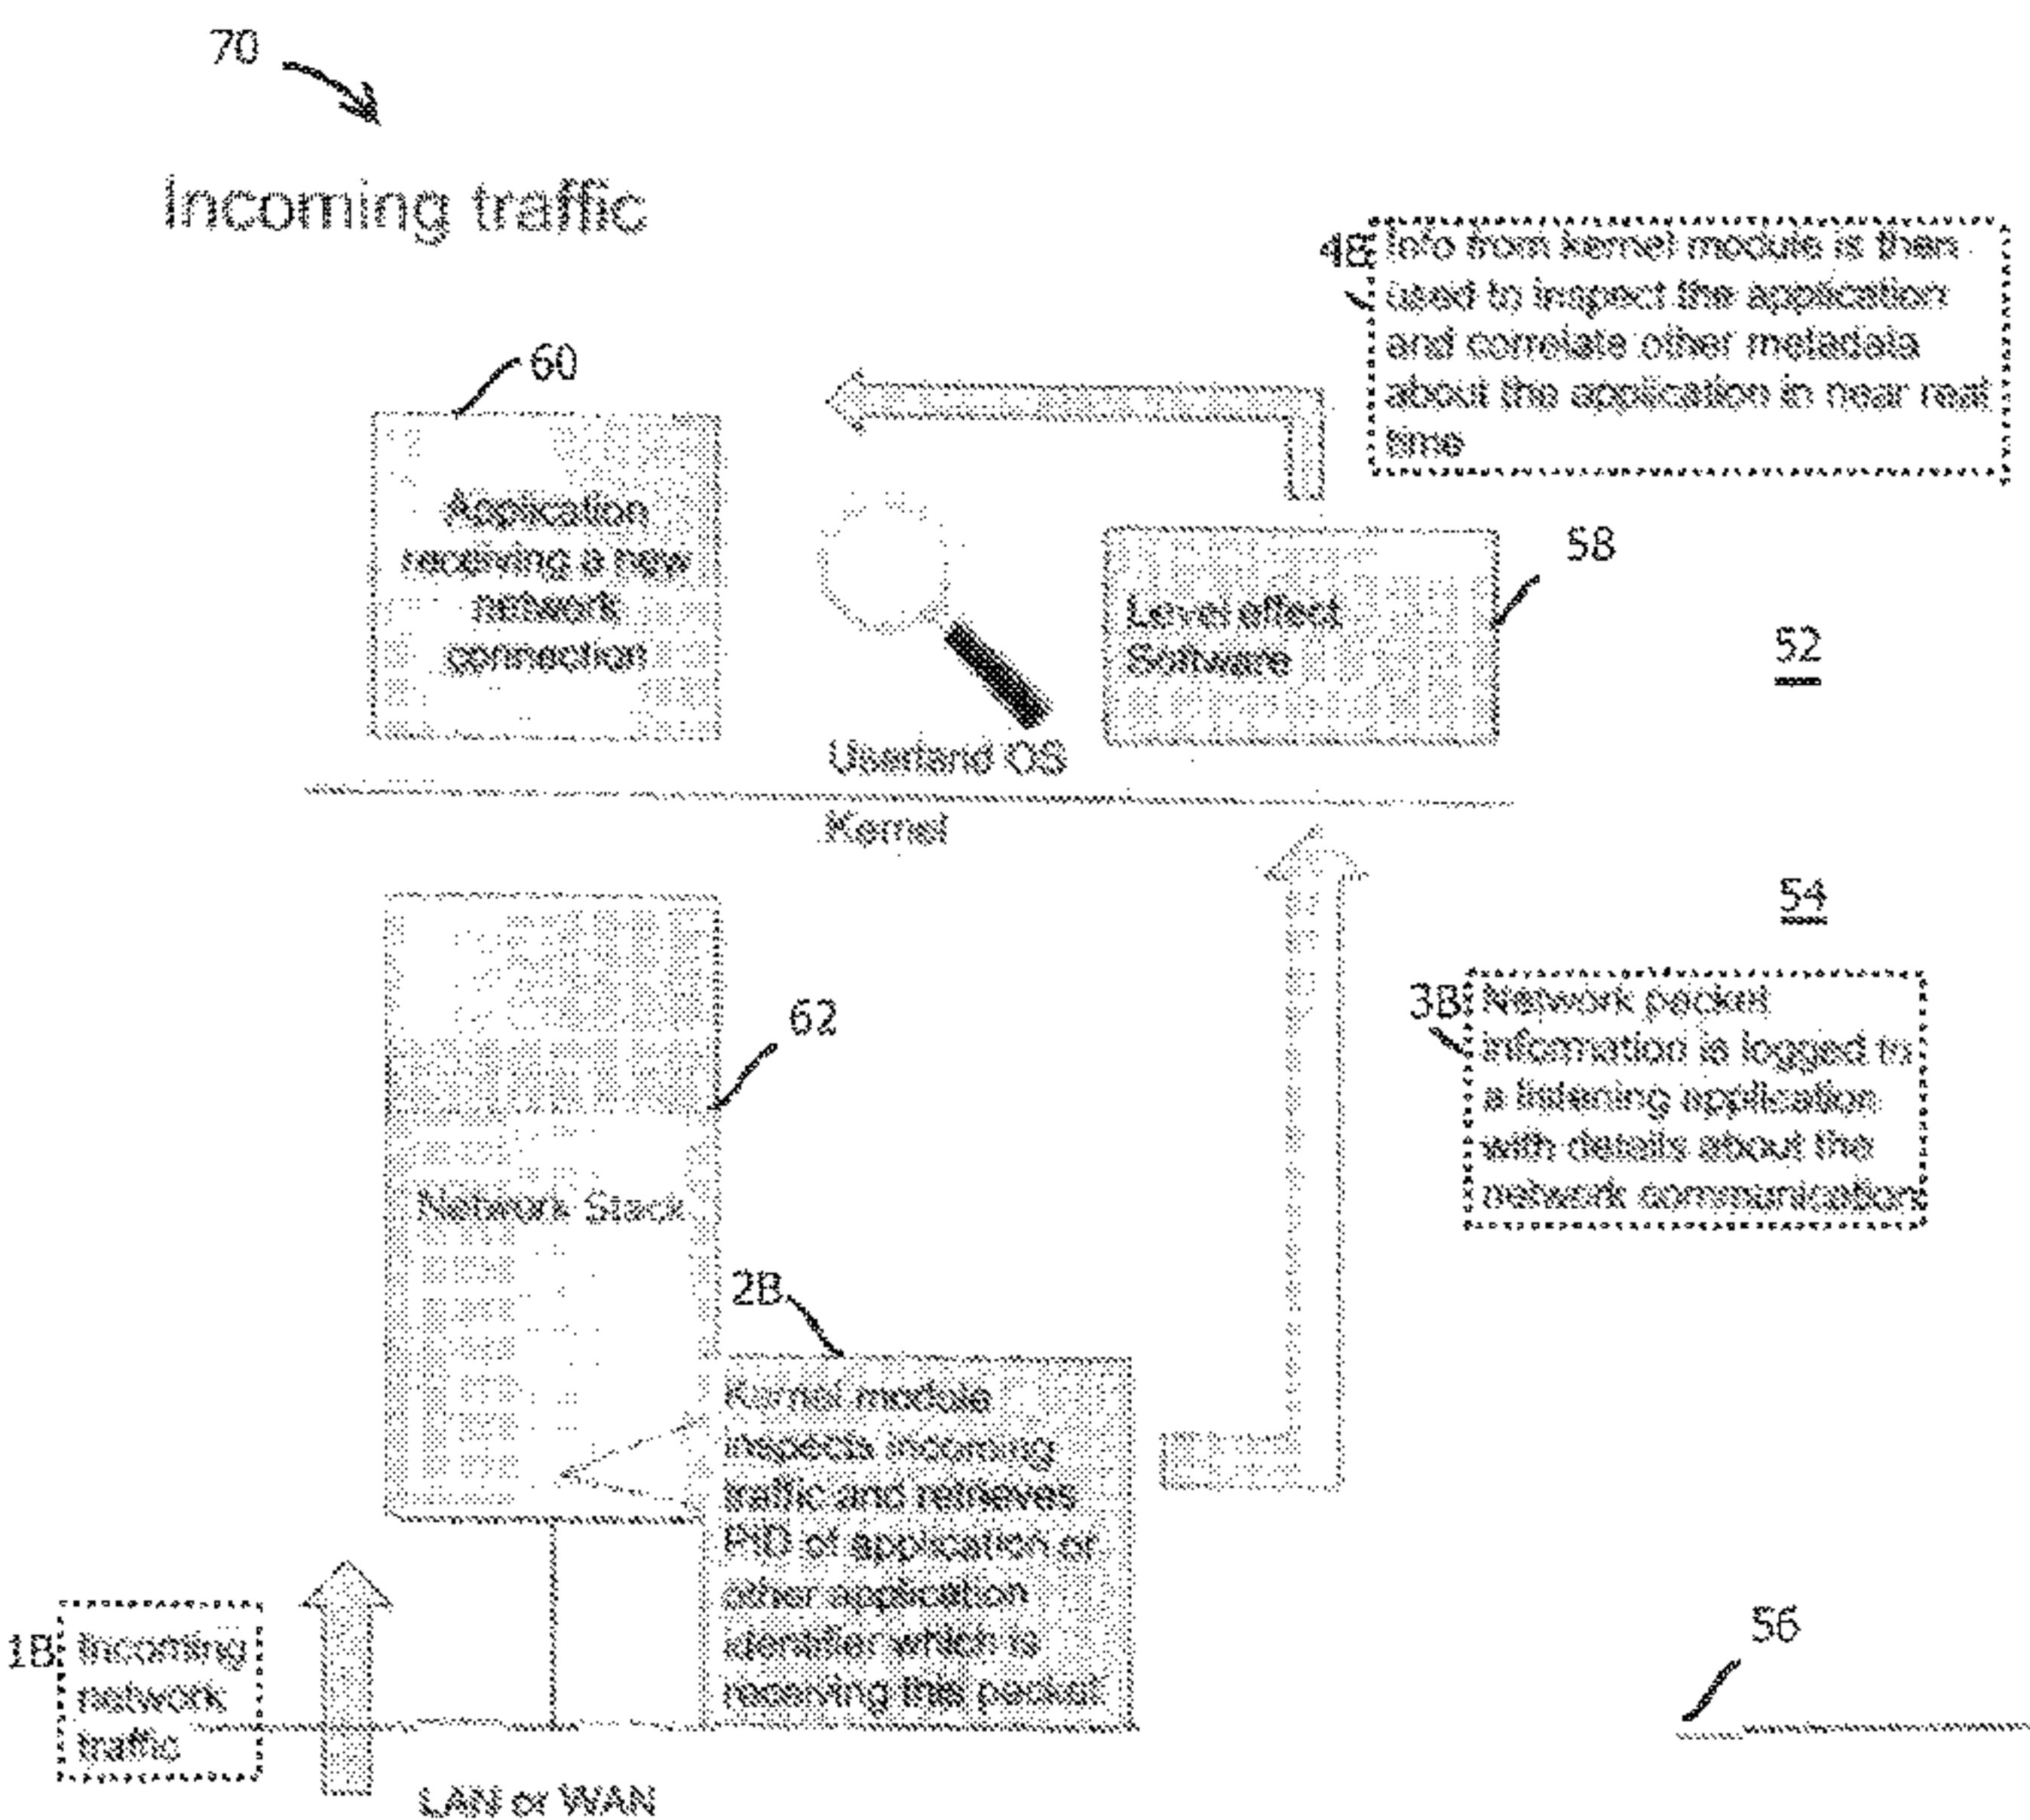 70
Incoming traffic
4B
Info from kernel module is then
used to inspect the application
and correlate other metadata
about the application in near real
time
60
Application
receiving a new
network
connection
58
Level effect
Software
52
Userland OS
Kernel
54
62
3B
Network packet
information is logged to
a listening application
with details about the
network communication
Network Stack
2B
Kernel module
inspects incoming
traffic and retrieves
PID of application or
other application
identifier which is
receiving this packet
56
1B
Incoming
network
traffic
LAN or WAN